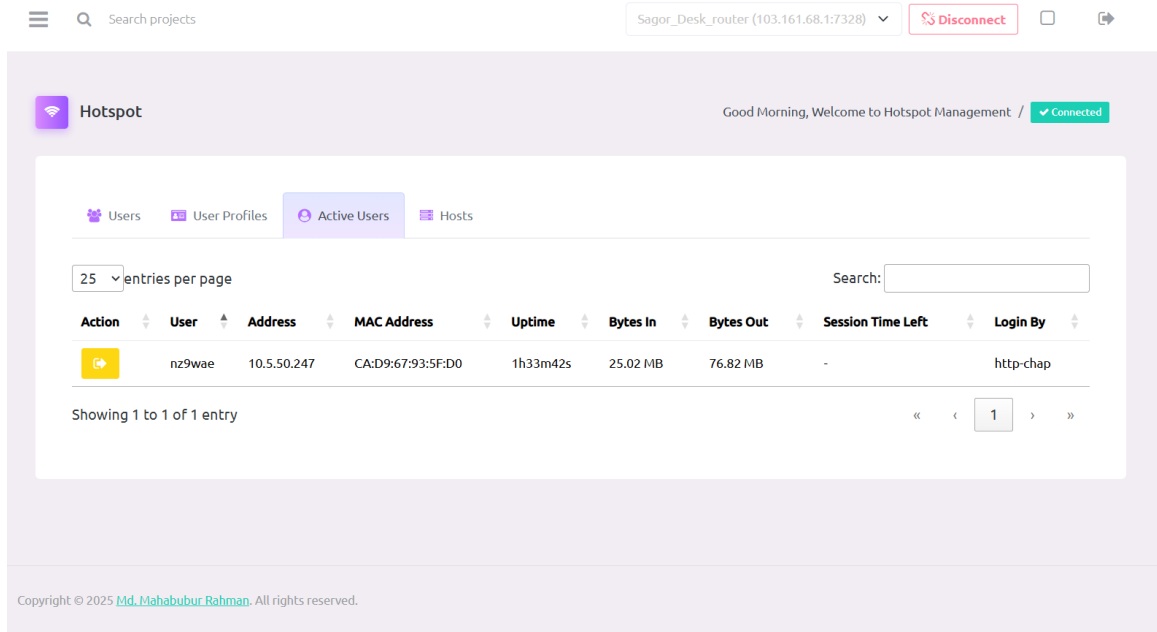 Search projects Sagor_Desk_router (103.161.68.1:7328) Disconnect
Hotspot Good Morning, Welcome to Hotspot Management / Connected
Users User Profiles Active Users Hosts
25 entries per page Search:
Action User Address MAC Address Uptime Bytes In Bytes Out Session Time Left Login By
nz9wae 10.5.50.247 CA:D9:67:93:5F:D0 1h33m42s 25.02 MB 76.82 MB - http-chap
Showing 1 to 1 of 1 entry « ‹ 1 › »
Copyright © 2025 Md. Mahabubur Rahman. All rights reserved.